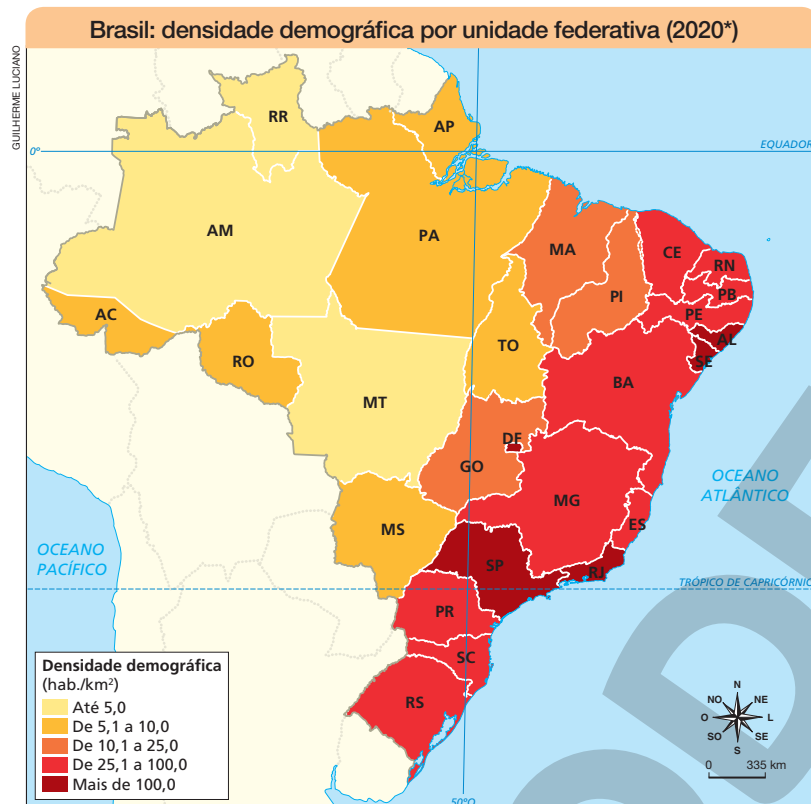 Brasil: densidade demográfica por unidade federativa (2020*)
GUILHERME LUCIANO
RR
AP
0°
EQUADOR
AM
PA
MA
CE
RN
PB
PI
PE
AC
AL
TO
SE
RO
BA
MT
DF
GO
OCEANO
ATLÂNTICO
MG
MS
ES
OCEANO
PACÍFICO
SP
RJ
TRÓPICO DE CAPRICÓRNIO
PR
SC
RS
Densidade demográfica
(hab./km²)
Até 5,0
De 5,1 a 10,0
De 10,1 a 25,0
De 25,1 a 100,0
Mais de 100,0
N
NO NE
O L
SO SE
S
0 335 km
50°O